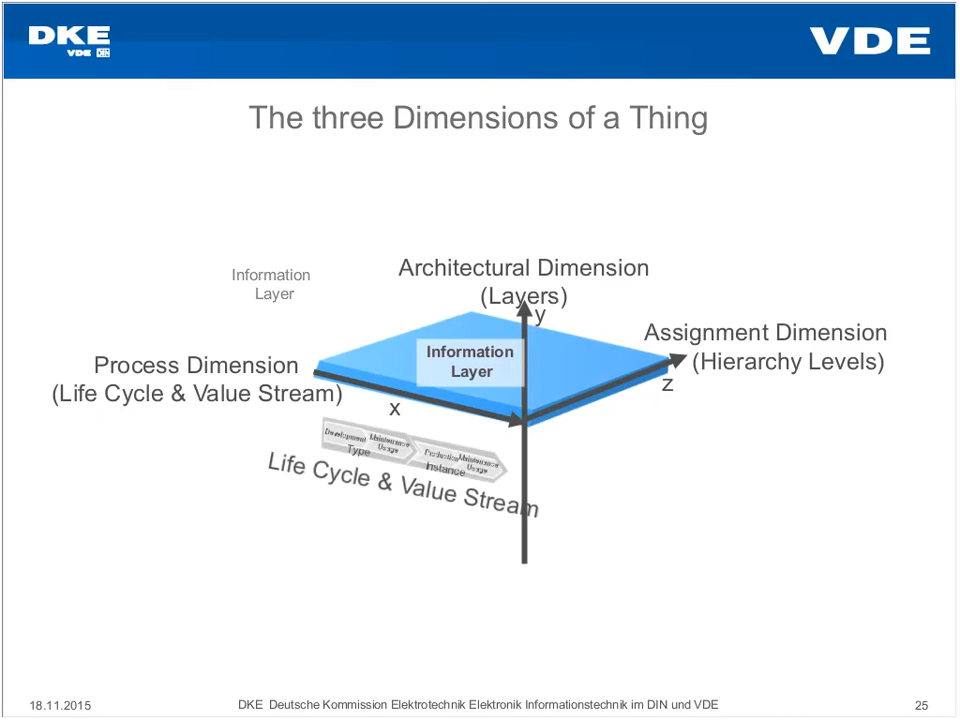 DKE
VDE DIN
VDE
The three Dimensions of a Thing
Information
Layer
Architectural Dimension
(Layers)
y
Assignment Dimension
(Hierarchy Levels)
z
Information
Layer
Process Dimension
(Life Cycle & Value Stream)
x
Development
Maintenance
Usage
Type
Production
Maintenance
Usage
Instance
Life Cycle & Value Stream
18.11.2015
DKE Deutsche Kommission Elektrotechnik Elektronik Informationstechnik im DIN und VDE
25